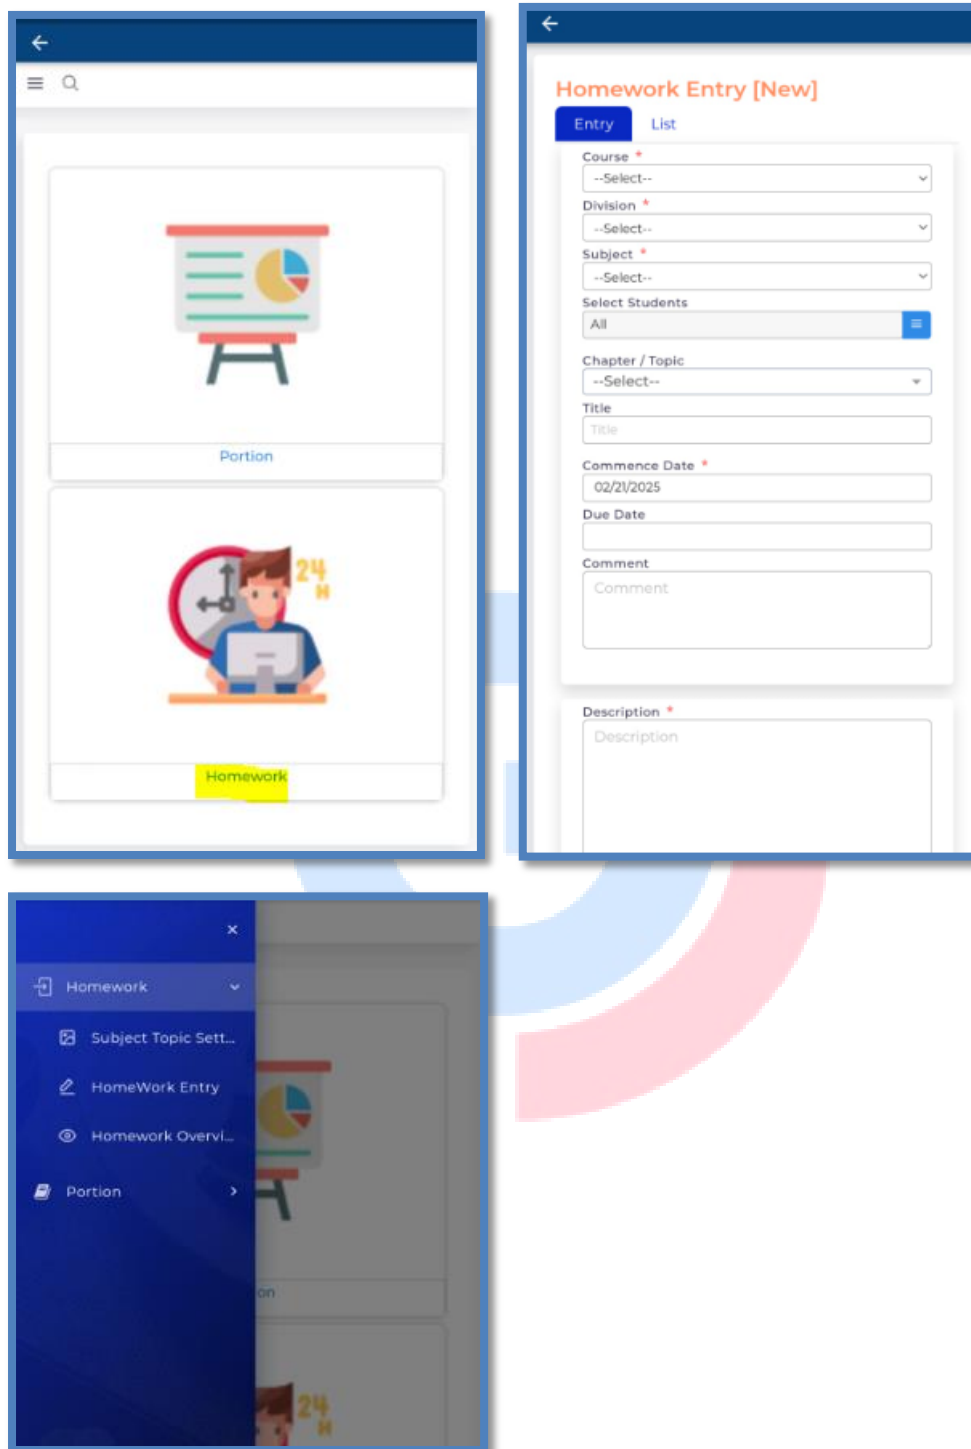 Portion
24
H
Homework
Homework Entry [New]
Entry List
Course *
--Select--
Division *
--Select--
Subject *
--Select--
Select Students
All
Chapter / Topic
--Select--
Title
Title
Commence Date *
02/21/2025
Due Date
Comment
Comment
Description *
Description
Homework
Subject Topic Sett...
HomeWork Entry
Homework Overvi...
Portion
on
24
H